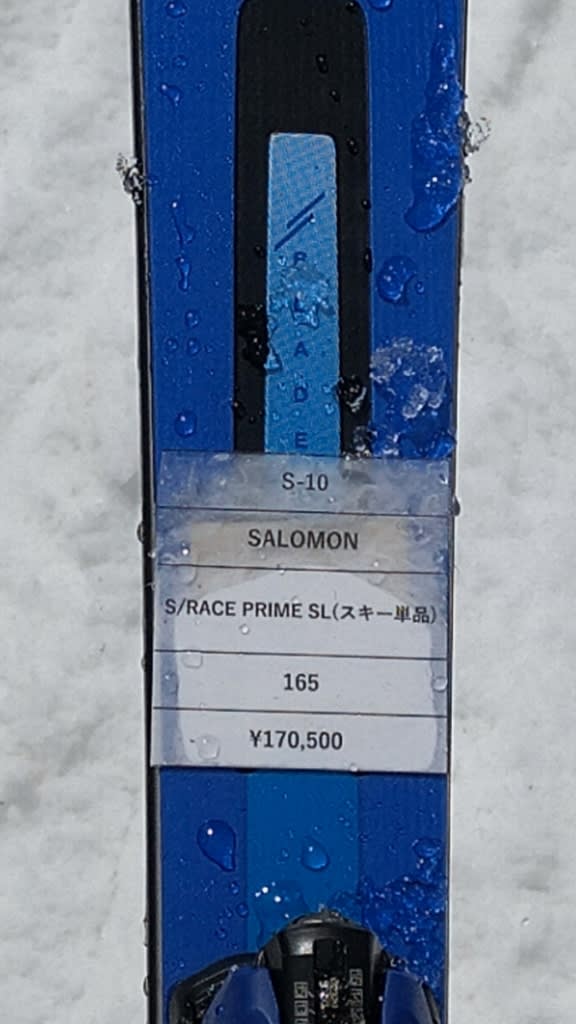 BLADE
S-10
SALOMON
S/RACE PRIME SL(スキー単品)
165
¥170,500